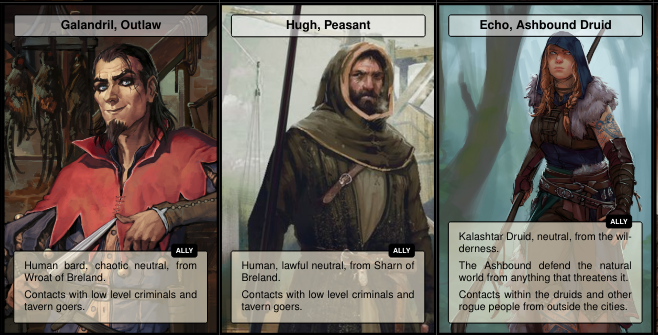 Galandril, Outlaw
ALLY
Human bard, chaotic neutral, from
Wroat of Breland.
Contacts with low level criminals and
tavern goers.
Hugh, Peasant
ALLY
Human, lawful neutral, from Sharn of
Breland.
Contacts with low level criminals and
tavern goers.
Echo, Ashbound Druid
ALLY
Kalashtar Druid, neutral, from the wil-
derness.
The Ashbound defend the natural
world from anything that threatens it.
Contacts within the druids and other
rogue people from outside the cities.